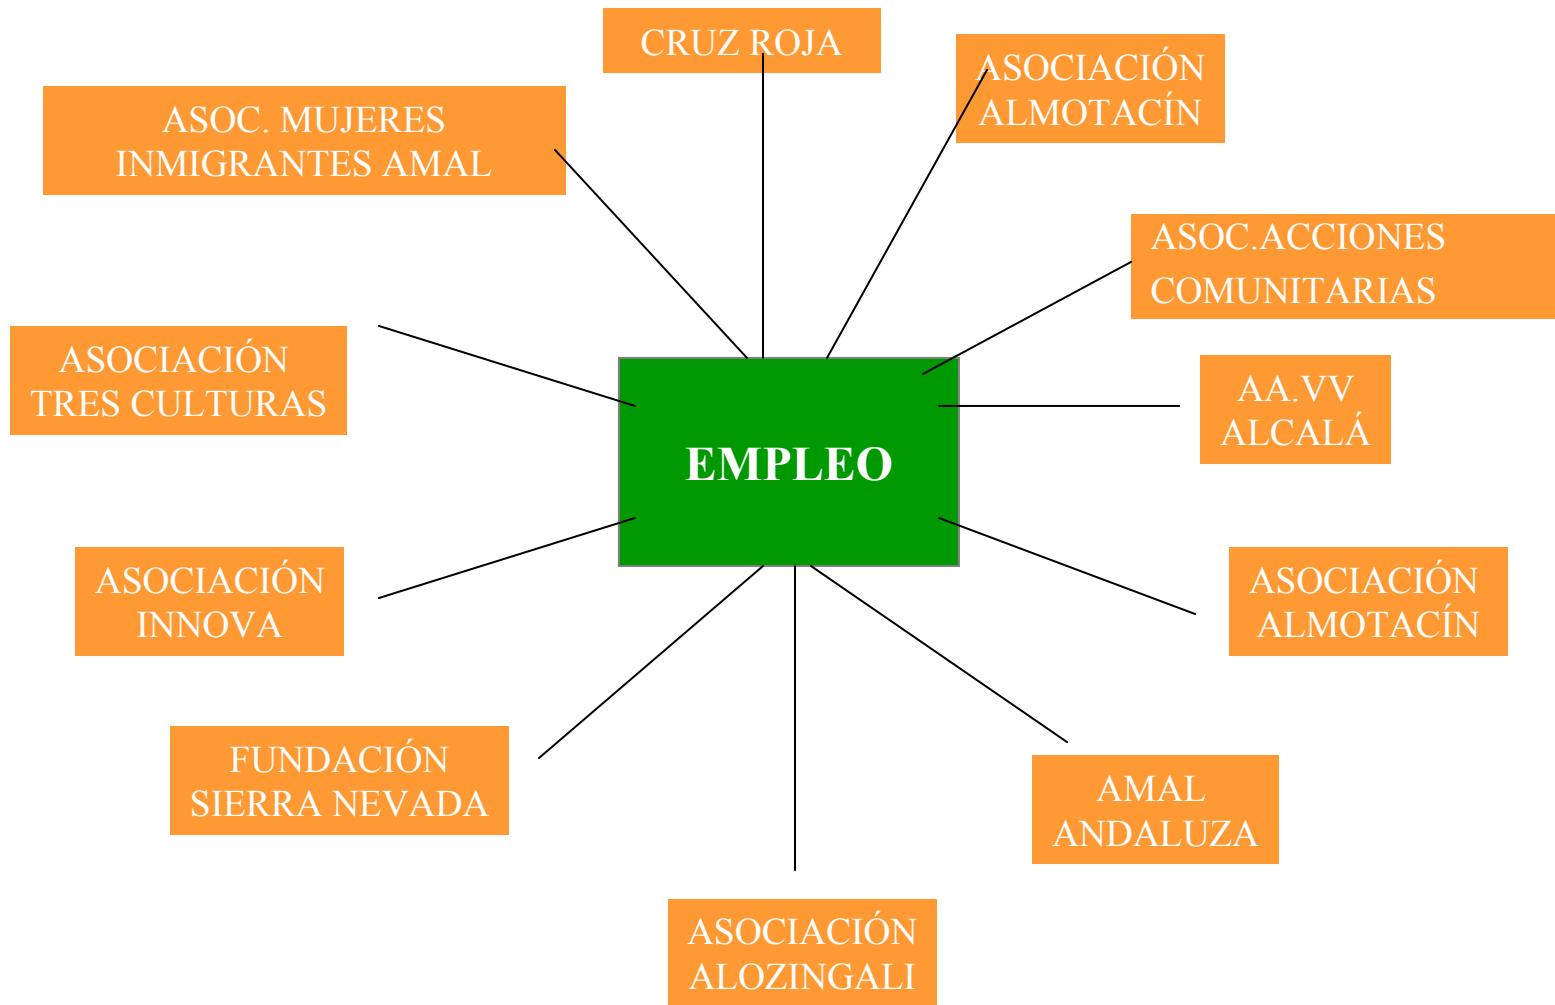 CRUZ ROJA
ASOCIACIÓN
ALMOTACÍN
ASOC. MUJERES
INMIGRANTES AMAL
ASOC.ACCIONES
COMUNITARIAS
ASOCIACIÓN
TRES CULTURAS
AA.VV
ALCALÁ
EMPLEO
ASOCIACIÓN
INNOVA
ASOCIACIÓN
ALMOTACÍN
FUNDACIÓN
SIERRA NEVADA
AMAL
ANDALUZA
ASOCIACIÓN
ALOZINGALI